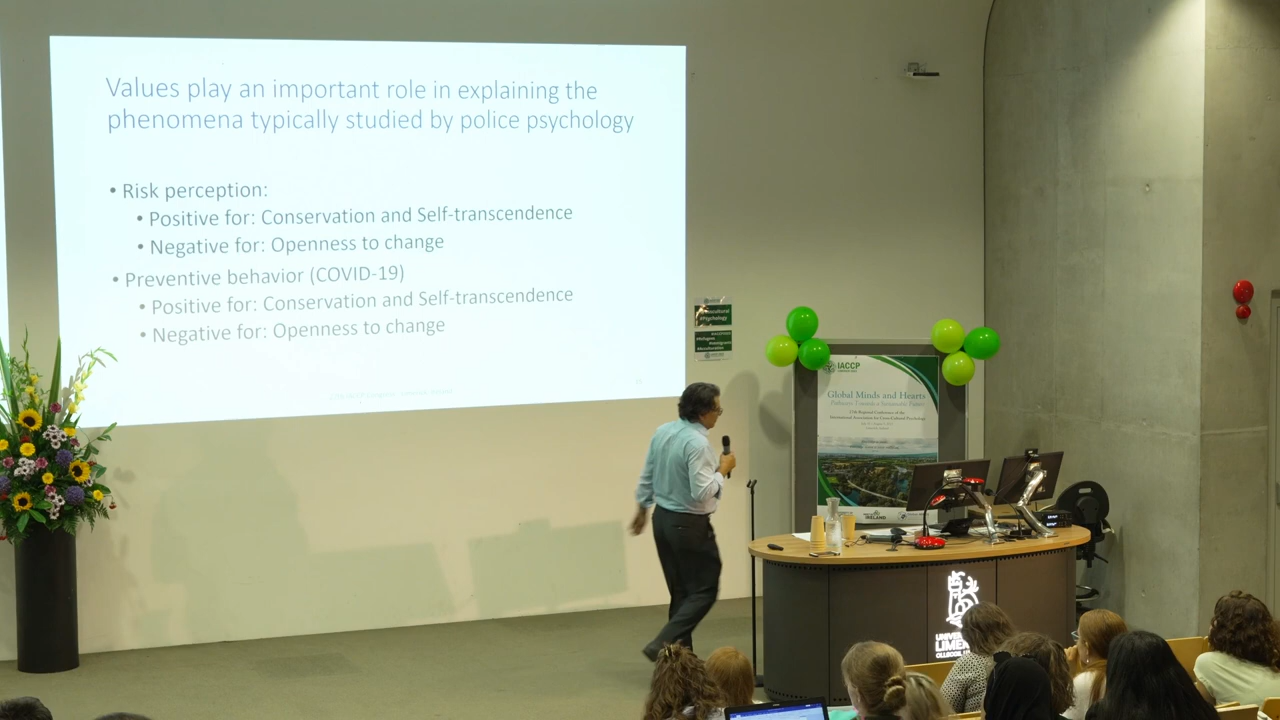 Values play an important role in explaining the
phenomena typically studied by police psychology
• Risk perception:
• Positive for: Conservation and Self-transcendence
• Negative for: Openness to change
• Preventive behavior (COVID-19)
• Positive for: Conservation and Self-transcendence
• Negative for: Openness to change
#Psychology
IACCP
Global Minds and Hearts
IRELAND